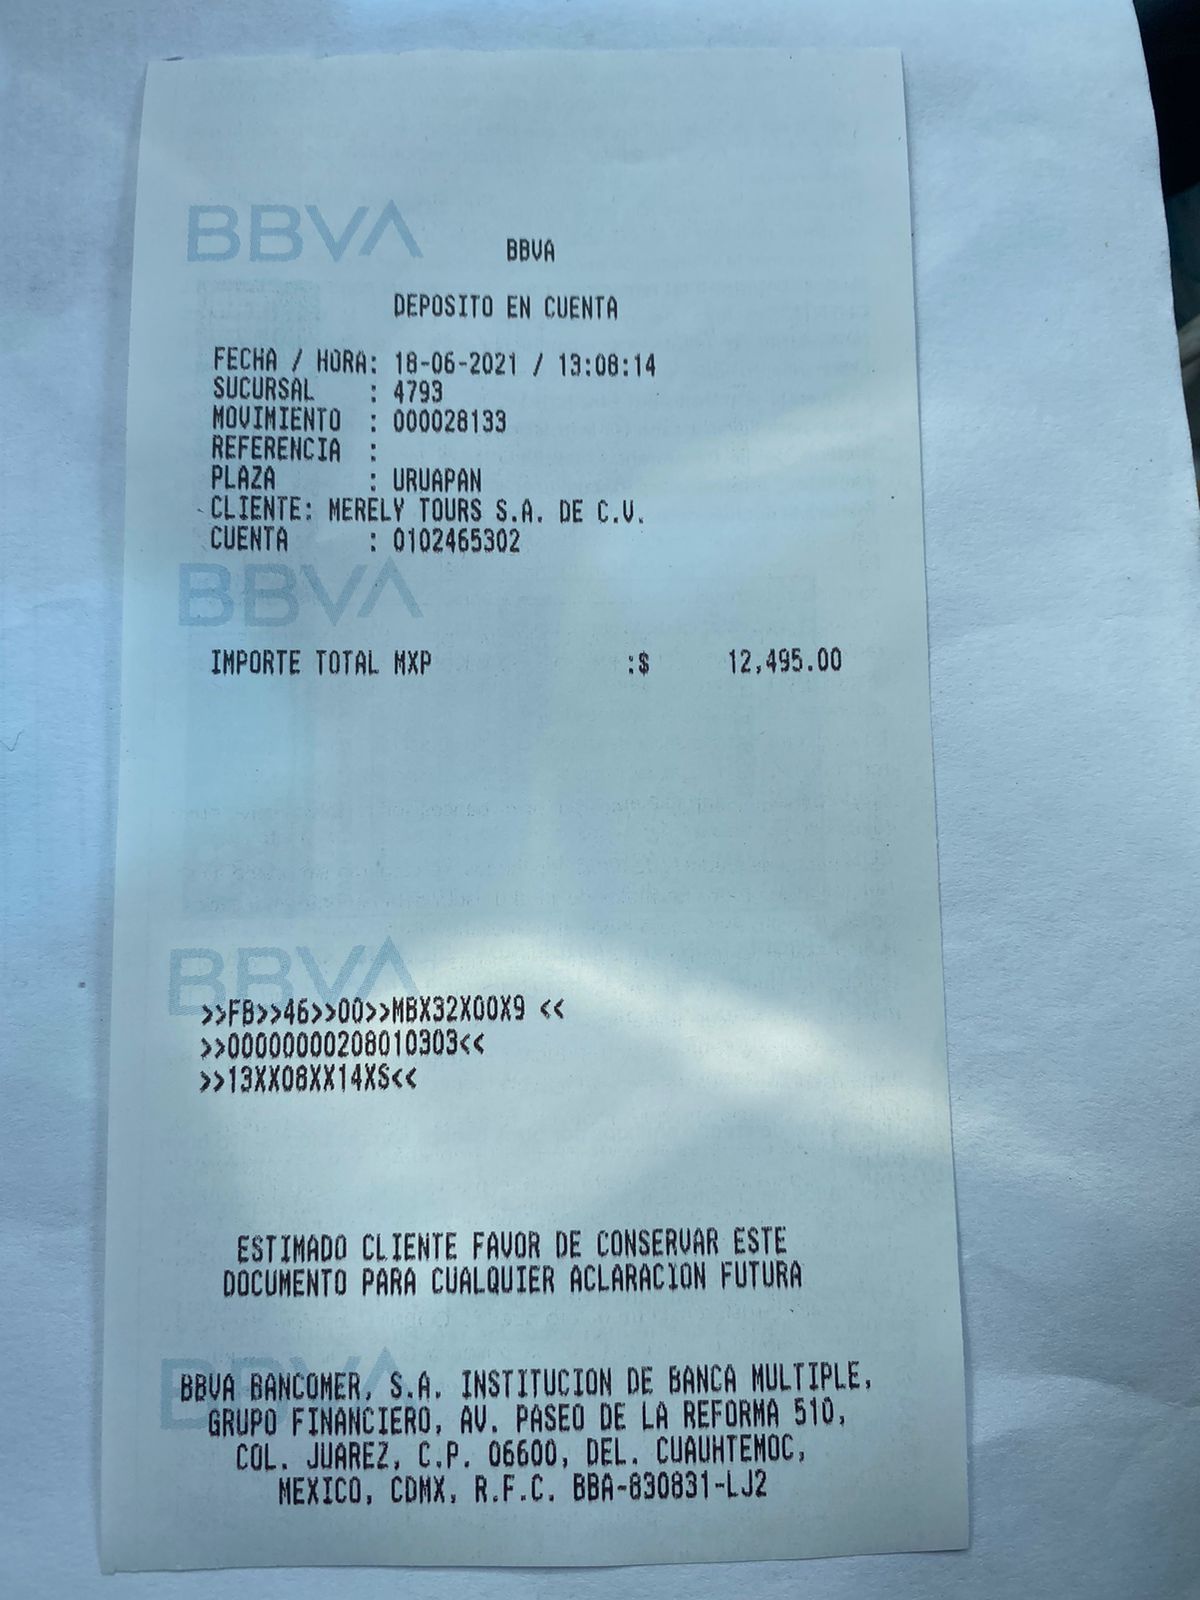 BBVA
BBVA
DEPOSITO EN CUENTA
FECHA / HORA: 18-06-2021 / 13:08:14
SUCURSAL : 4793
MOVIMIENTO : 000028133
REFERENCIA :
PLAZA : URUAPAN
CLIENTE: MERELY TOURS S.A. DE C.V.
CUENTA : 0102465302
BBVA
IMPORTE TOTAL MXP :$ 12,495.00
BBVA
>>FB>>46>>00>>MBX32X00X9 <<
>>00000000208010303<<
>>13XX08XX14XS<<
ESTIMADO CLIENTE FAVOR DE CONSERVAR ESTE
DOCUMENTO PARA CUALQUIER ACLARACION FUTURA
BBVA
BBVA BANCOMER, S.A. INSTITUCION DE BANCA MULTIPLE,
GRUPO FINANCIERO, AV. PASEO DE LA REFORMA 510,
COL. JUAREZ, C.P. 06600, DEL. CUAUHTEMOC,
MEXICO, CDMX, R.F.C. BBA-830831-LJ2